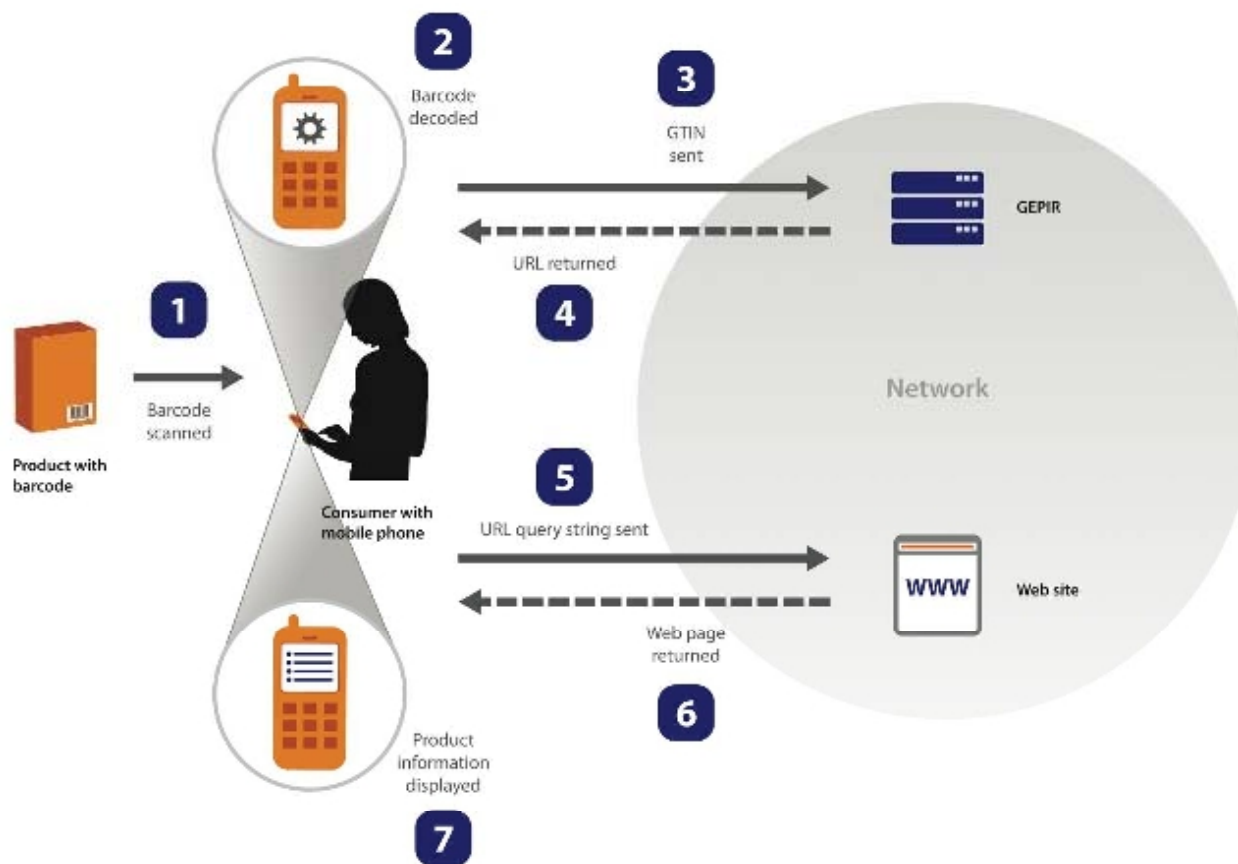 2
Barcode
decoded
3
GTIN
sent
GEPIR
URL returned
4
1
Barcode
scanned
Product with
barcode
Network
Consumer with
mobile phone
5
URL query string sent
WWW
Web site
Web page
returned
6
Product
information
displayed
7